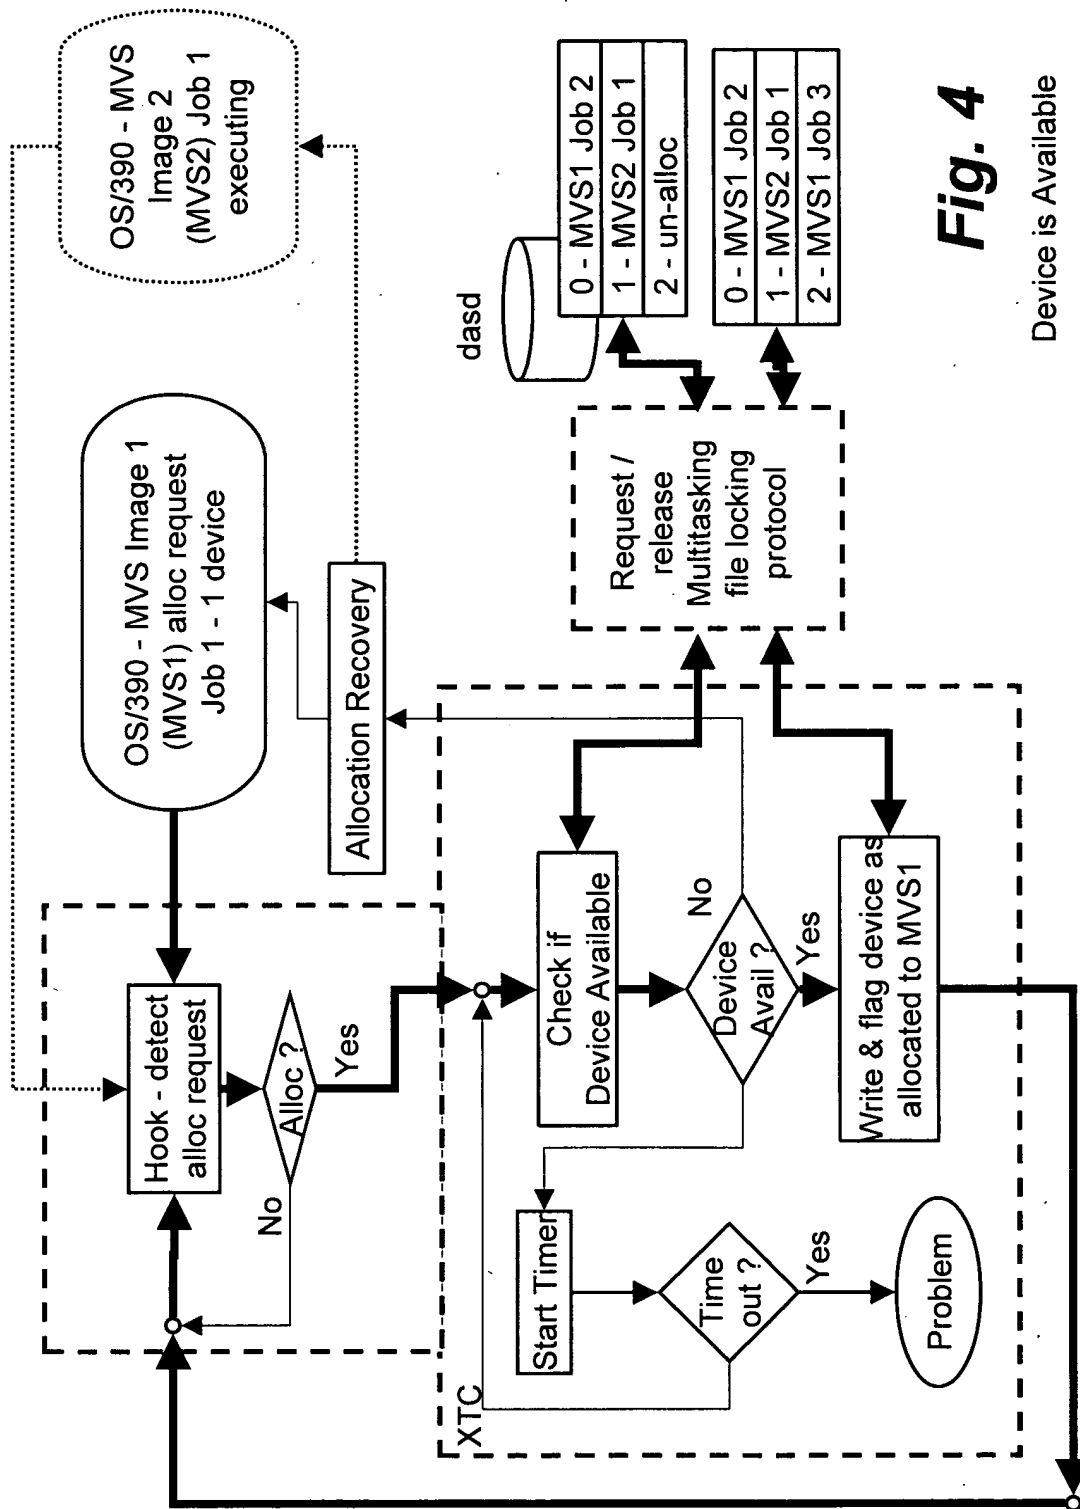 OS/390 - MVS Image 1
(MVS1) alloc request
Job 1 - 1 device
OS/390 - MVS
Image 2
(MVS2) Job 1
executing
Hook - detect
alloc request
Alloc ?
No
Yes
Allocation Recovery
XTC
Check if
Device Available
Device
Avail ?
No
Yes
Start Timer
Time
out ?
Yes
Problem
Write & flag device as
allocated to MVS1
Request /
release
Multitasking
file locking
protocol
dasd
0 - MVS1 Job 2
1 - MVS2 Job 1
2 - un-alloc
0 - MVS1 Job 2
1 - MVS2 Job 1
2 - MVS1 Job 3
Fig. 4
Device is Available